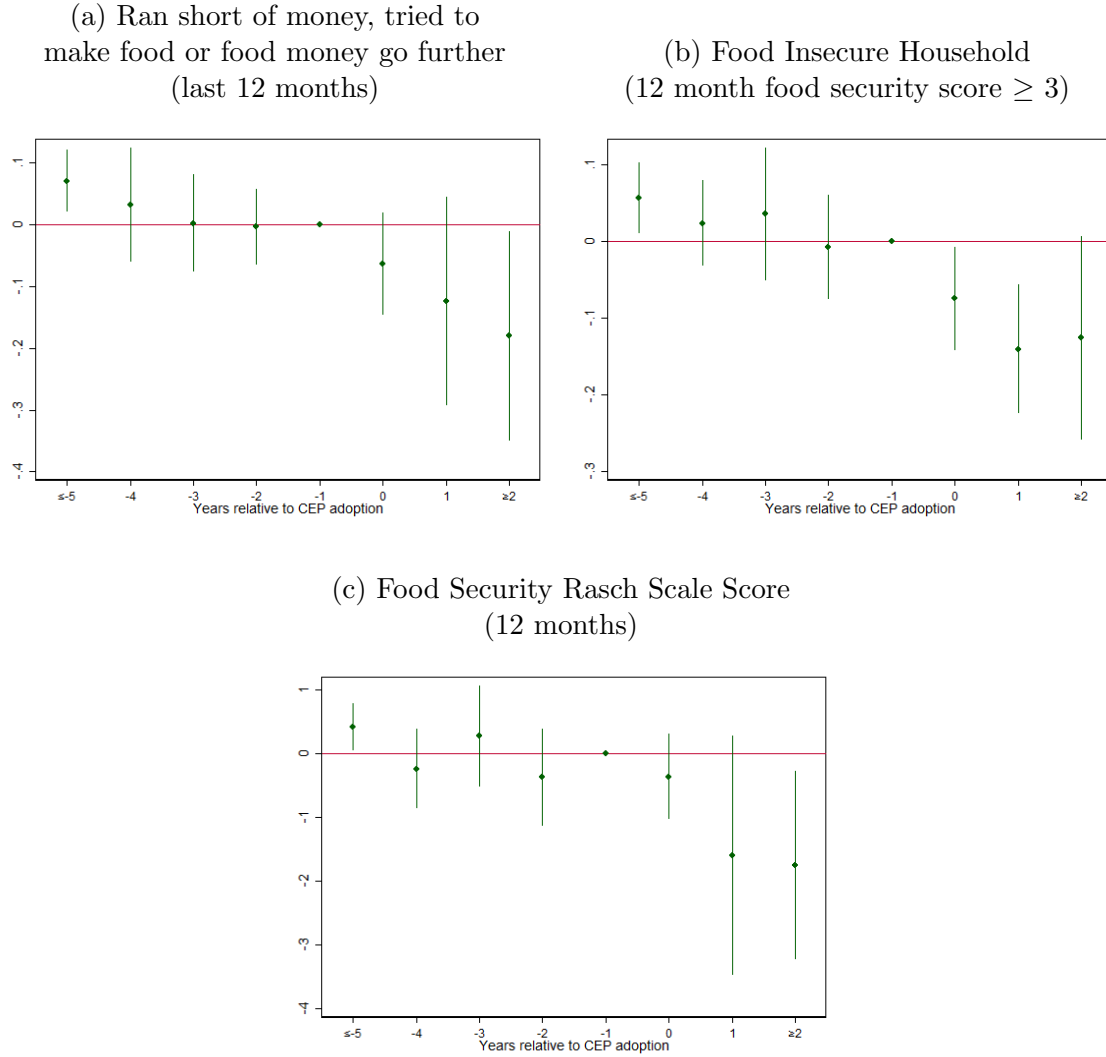 (a) Ran short of money, tried to
make food or food money go further
(last 12 months)
.1
0
-.1
-.2
-.3
-.4
≤-5 -4 -3 -2 -1 0 1 ≥2
Years relative to CEP adoption
(b) Food Insecure Household
(12 month food security score ≥ 3)
.1
0
-.1
-.2
-.3
≤-5 -4 -3 -2 -1 0 1 ≥2
Years relative to CEP adoption
(c) Food Security Rasch Scale Score
(12 months)
1
0
-1
-2
-3
-4
≤-5 -4 -3 -2 -1 0 1 ≥2
Years relative to CEP adoption